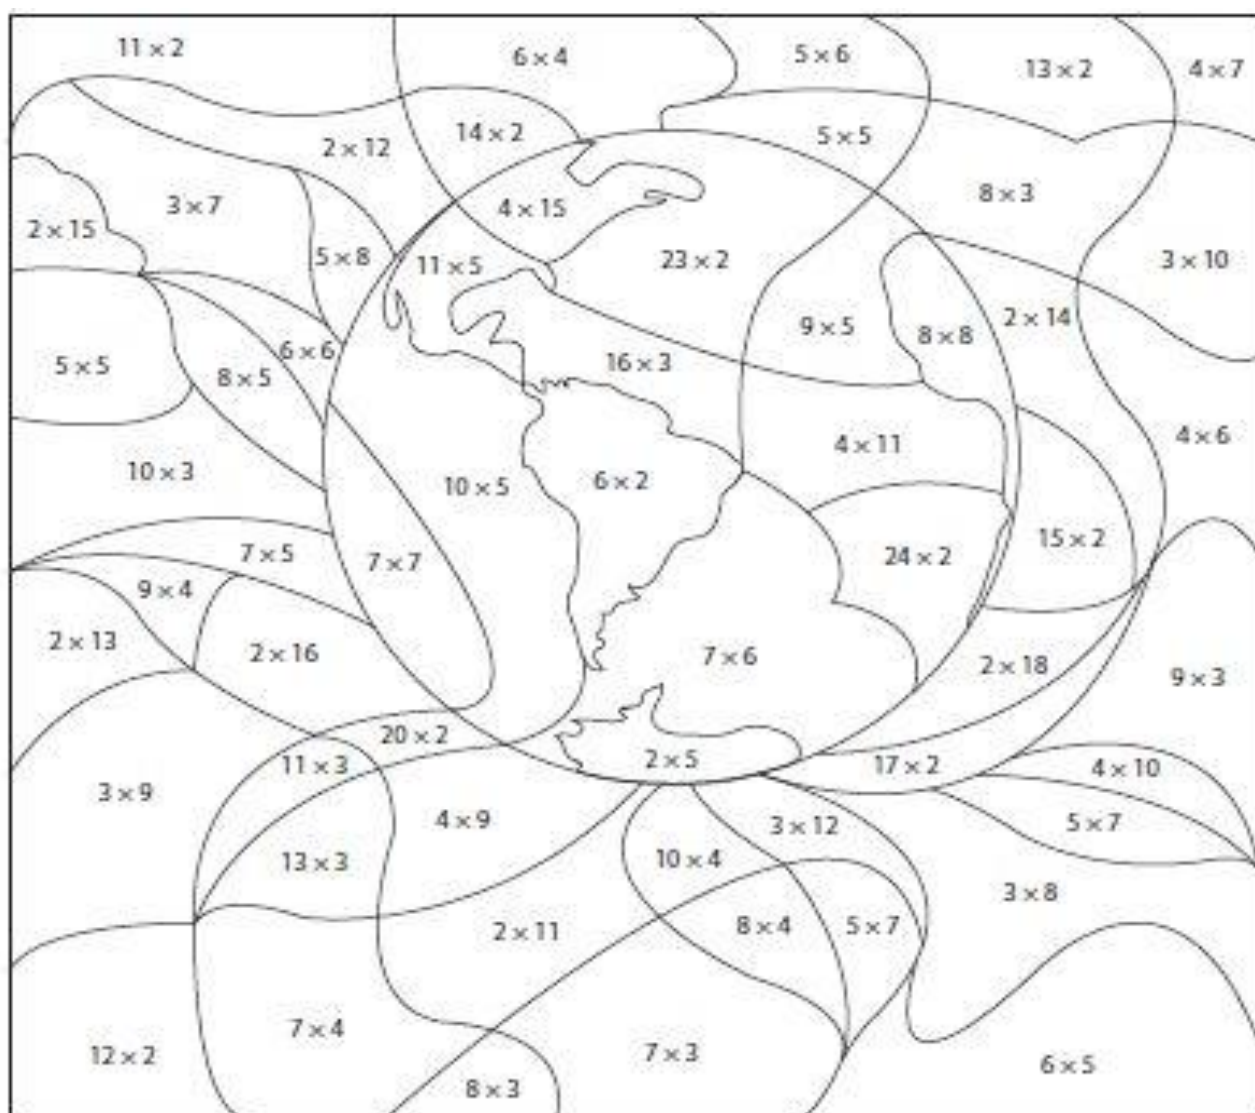 11 × 2
6 × 4
5 × 6
13 × 2
4 × 7
2 × 12
14 × 2
5 × 5
8 × 3
3 × 7
4 × 15
2 × 15
5 × 8
11 × 5
23 × 2
3 × 10
9 × 5
2 × 14
8 × 8
5 × 5
6 × 6
8 × 5
16 × 3
4 × 6
10 × 3
10 × 5
6 × 2
4 × 11
7 × 5
7 × 7
24 × 2
15 × 2
9 × 4
2 × 13
2 × 16
7 × 6
2 × 18
9 × 3
20 × 2
11 × 3
2 × 5
17 × 2
4 × 10
3 × 9
4 × 9
3 × 12
5 × 7
13 × 3
10 × 4
3 × 8
2 × 11
8 × 4
5 × 7
12 × 2
7 × 4
7 × 3
6 × 5
8 × 3